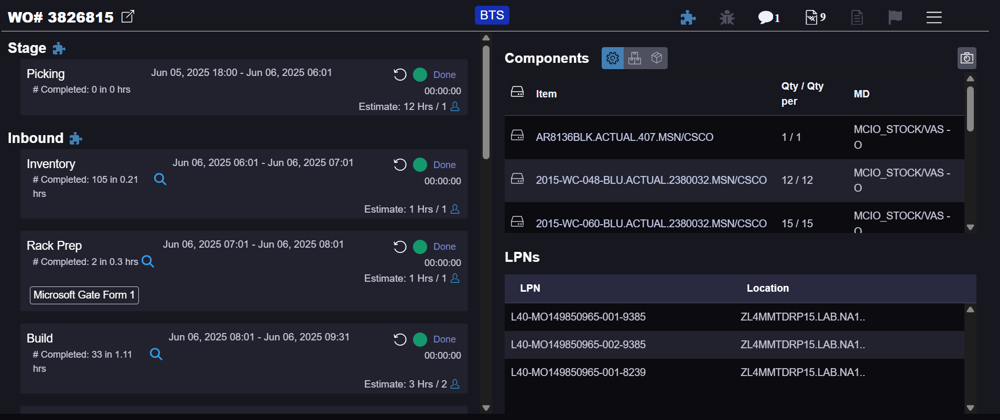 WO# 3826815
BTS
1
9
Stage
Picking
Jun 05, 2025 18:00 - Jun 06, 2025 06:01
Done
# Completed: 0 in 0 hrs
00:00:00
Estimate: 12 Hrs / 1
Inbound
Inventory
Jun 06, 2025 06:01 - Jun 06, 2025 07:01
Done
# Completed: 105 in 0.21
hrs
00:00:00
Estimate: 1 Hrs / 1
Rack Prep
Jun 06, 2025 07:01 - Jun 06, 2025 08:01
Done
# Completed: 2 in 0.3 hrs
00:00:00
Estimate: 1 Hrs / 1
Microsoft Gate Form 1
Build
Jun 06, 2025 08:01 - Jun 06, 2025 09:31
Done
# Completed: 33 in 1.11
hrs
00:00:00
Estimate: 3 Hrs / 2
Components
Item
Qty / Qty
per
MD
AR8136BLK.ACTUAL.407.MSN/CSCO
1 / 1
MCIO_STOCK/VAS -
O
2015-WC-048-BLU.ACTUAL.2380032.MSN/CSCO
12 / 12
MCIO_STOCK/VAS -
O
2015-WC-060-BLU.ACTUAL.2380032.MSN/CSCO
15 / 15
MCIO_STOCK/VAS -
O
LPNs
LPN
Location
L40-MO149850965-001-9385
ZL4MMTDRP15.LAB.NA1..
L40-MO149850965-002-9385
ZL4MMTDRP15.LAB.NA1..
L40-MO149850965-001-8239
ZL4MMTDRP15.LAB.NA1..